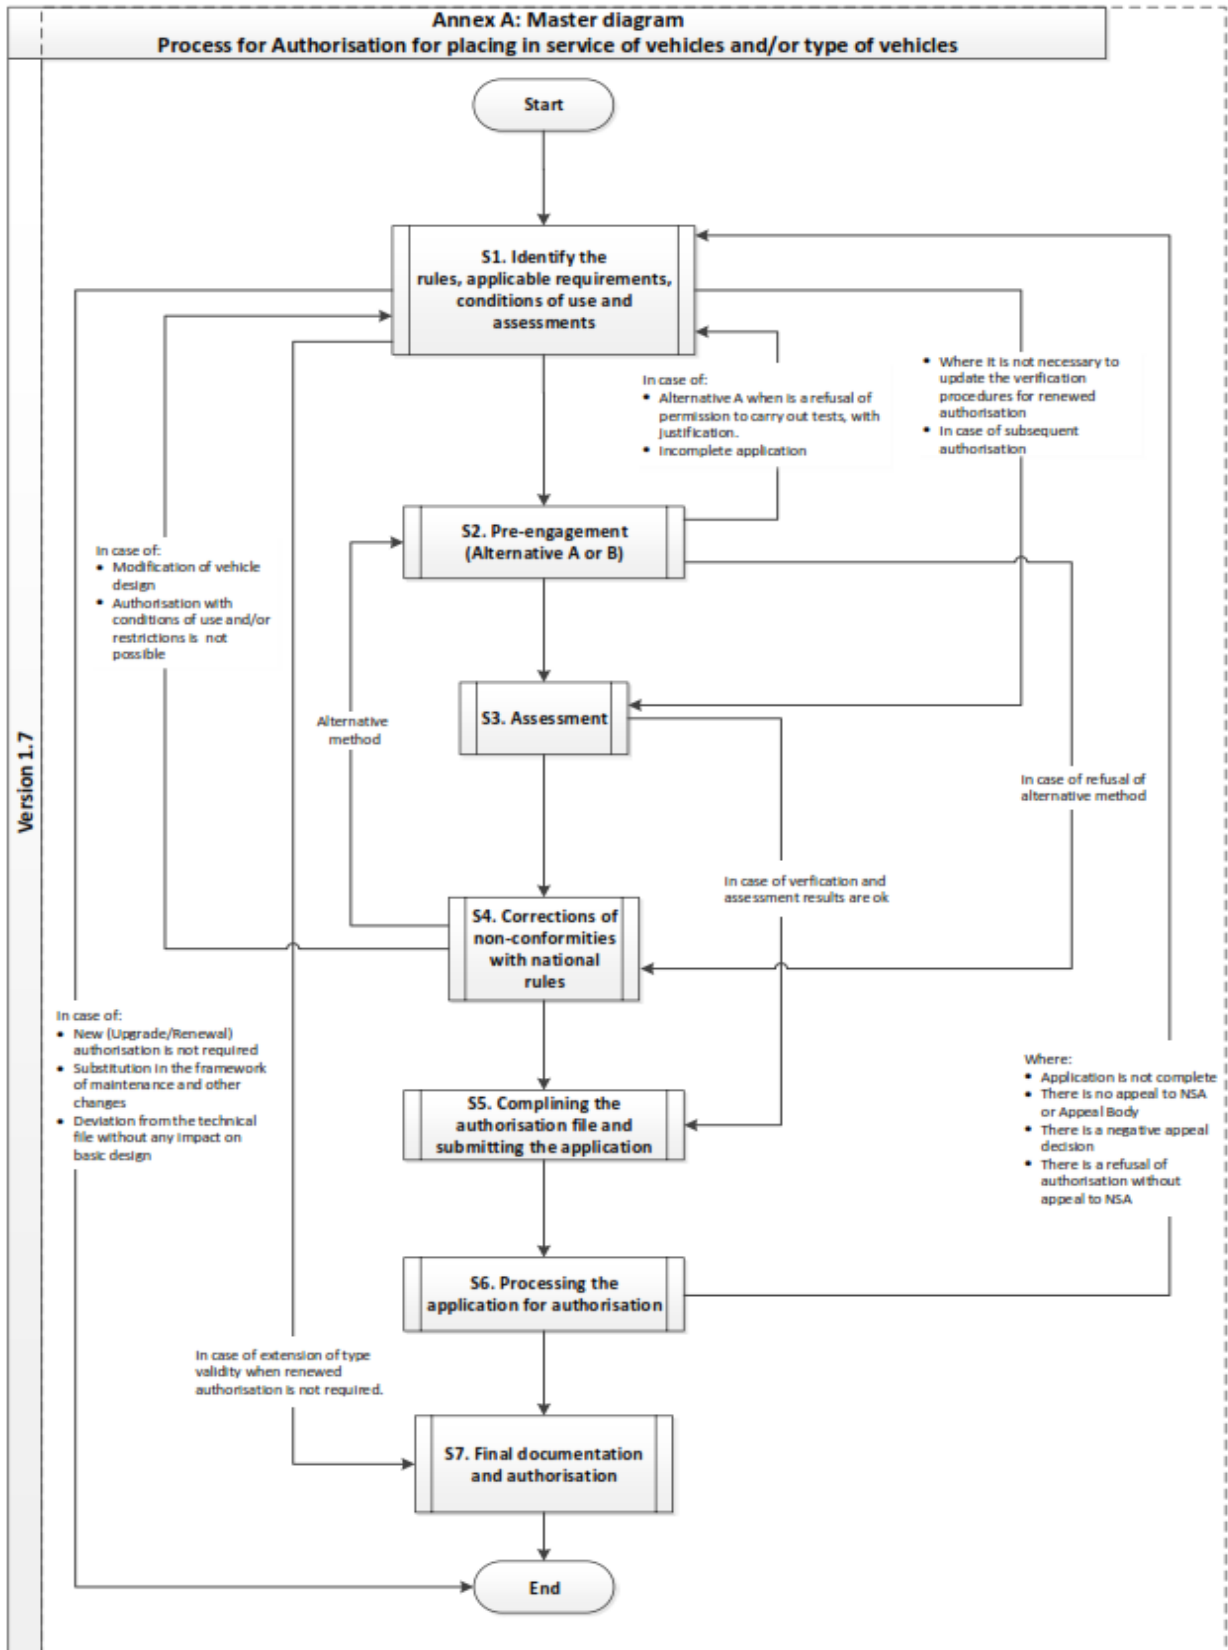 Annex A: Master diagram
Process for Authorisation for placing in service of vehicles and/or type of vehicles
Version 1.7
Start
S1. Identify the
rules, applicable requirements,
conditions of use and
assessments
In case of:
• Alternative A when is a refusal of
permission to carry out tests, with
justification.
• Incomplete application
• Where it is not necessary to
update the verification
procedures for renewed
authorisation
• In case of subsequent
authorisation
S2. Pre-engagement
(Alternative A or B)
In case of:
• Modification of vehicle
design
• Authorisation with
conditions of use and/or
restrictions is not
possible
Alternative
method
S3. Assessment
In case of refusal of
alternative method
In case of verfication and
assessment results are ok
S4. Corrections of
non-conformities
with national
rules
In case of:
• New (Upgrade/Renewal)
authorisation is not required
• Substitution in the framework
of maintenance and other
changes
• Deviation from the technical
file without any impact on
basic design
Where:
• Application is not complete
• There is no appeal to NSA
or Appeal Body
• There is a negative appeal
decision
• There is a refusal of
authorisation without
appeal to NSA
S5. Complining the
authorisation file and
submitting the application
S6. Processing the
application for authorisation
In case of extension of type
validity when renewed
authorisation is not required.
S7. Final documentation
and authorisation
End